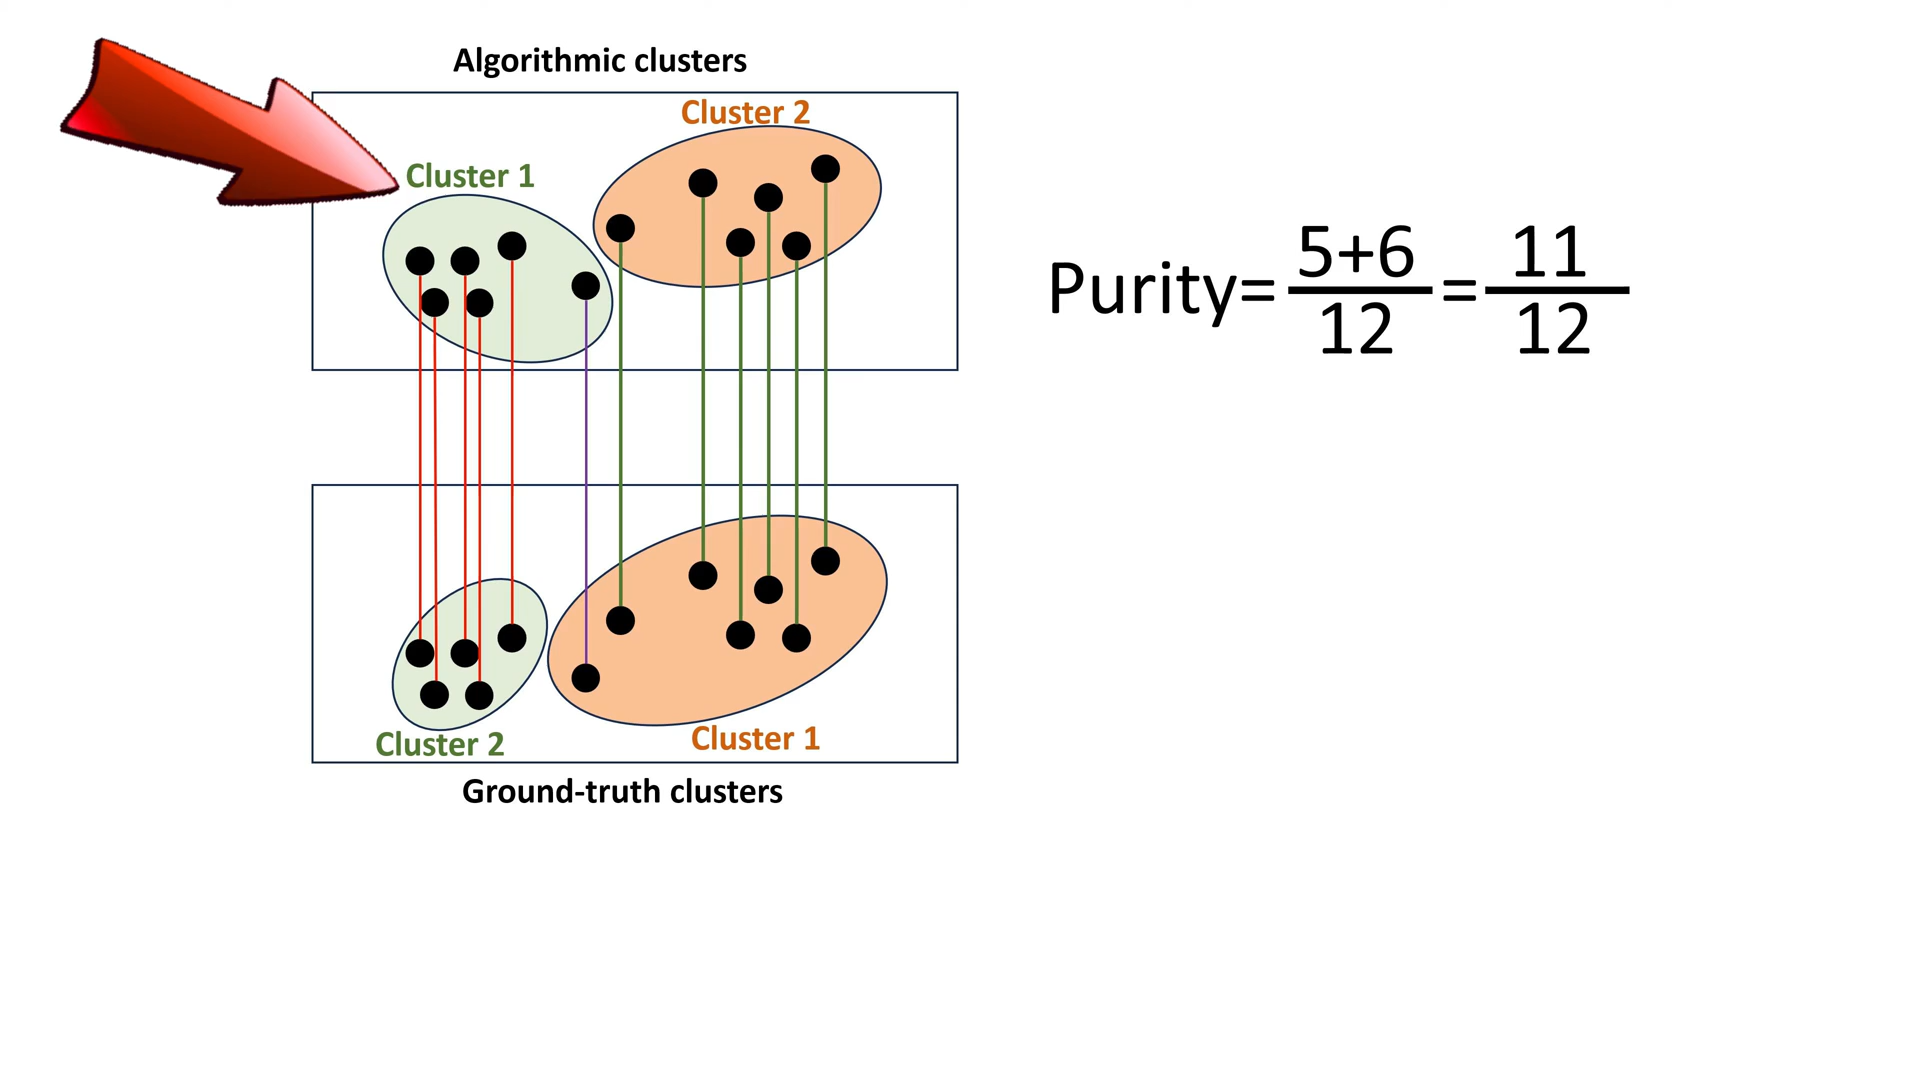 Algorithmic clusters
Cluster 2
Cluster 1
Purity= 5+6/12 = 11/12
Cluster 2
Cluster 1
Ground-truth clusters